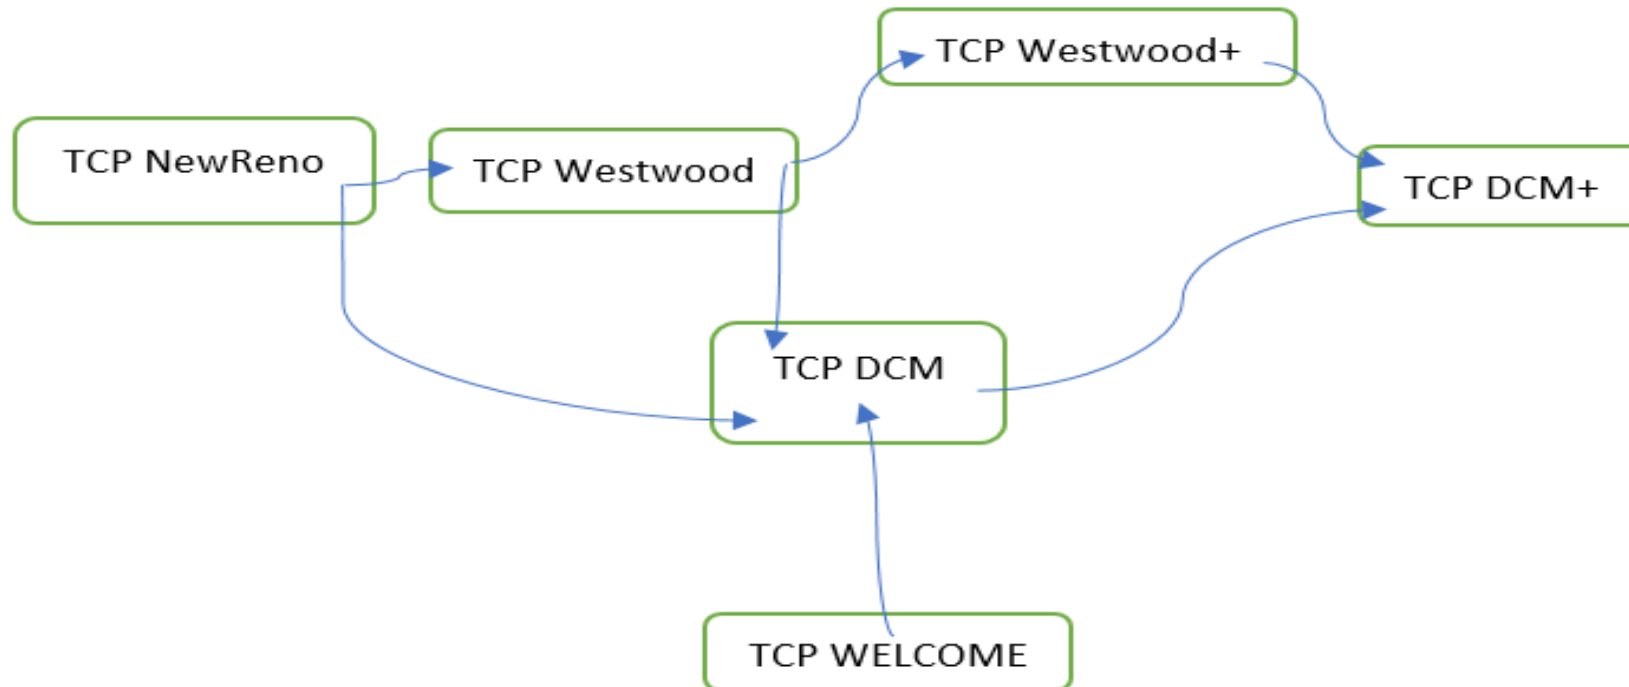 TCP Westwood+
TCP NewReno
TCP Westwood
TCP DCM+
TCP DCM
TCP WELCOME